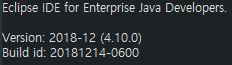 Eclipse IDE for Enterprise Java Developers.
Version: 2018-12 (4.10.0)
Build id: 20181214-0600